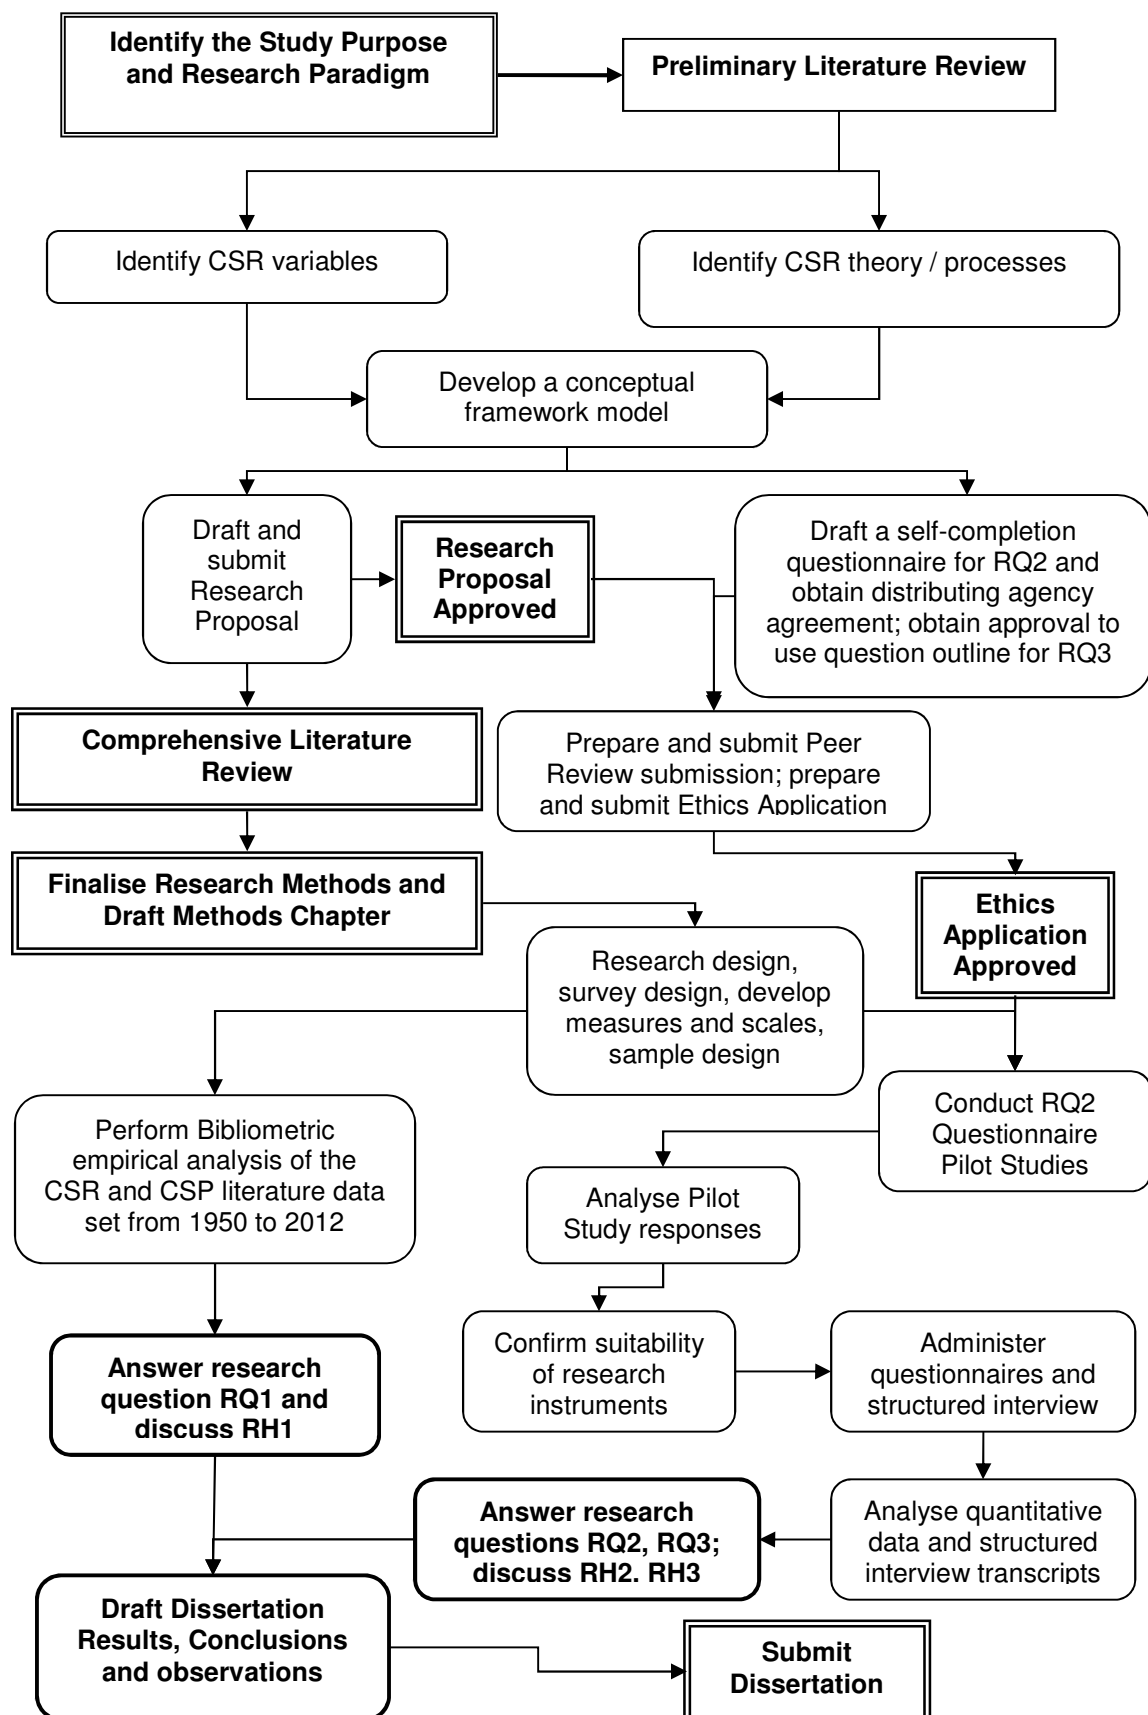 Identify the Study Purpose
and Research Paradigm
Preliminary Literature Review
Identify CSR variables
Identify CSR theory / processes
Develop a conceptual
framework model
Draft and
submit
Research
Proposal
Research
Proposal
Approved
Draft a self-completion
questionnaire for RQ2 and
obtain distributing agency
agreement; obtain approval to
use question outline for RQ3
Comprehensive Literature
Review
Prepare and submit Peer
Review submission; prepare
and submit Ethics Application
Finalise Research Methods and
Draft Methods Chapter
Ethics
Application
Approved
Research design,
survey design, develop
measures and scales,
sample design
Perform Bibliometric
empirical analysis of the
CSR and CSP literature data
set from 1950 to 2012
Conduct RQ2
Questionnaire
Pilot Studies
Analyse Pilot
Study responses
Confirm suitability
of research
instruments
Administer
questionnaires and
structured interview
Answer research
question RQ1 and
discuss RH1
Answer research
questions RQ2, RQ3;
discuss RH2. RH3
Analyse quantitative
data and structured
interview transcripts
Draft Dissertation
Results, Conclusions
and observations
Submit
Dissertation